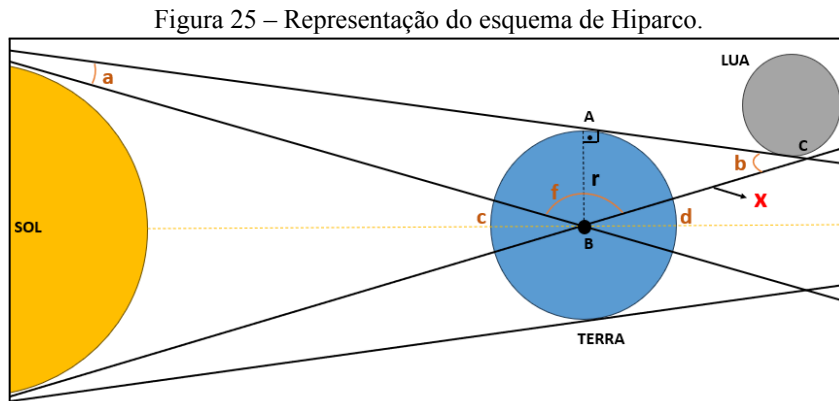 Figura 25 – Representação do esquema de Hiparco.
LUA
a
A
C
b
f
r
X
c
d
SOL
B
TERRA